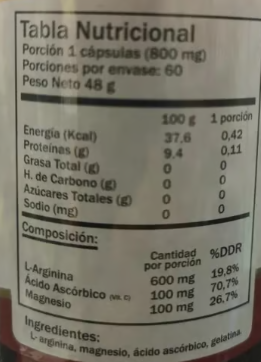 Tabla Nutricional
Porción 1 cápsulas (800 mg)
Porciones por envase: 60
Peso Neto 48 g
100 g 1 porción
Energía (Kcal) 37,6 0,42
Proteínas (g) 9.4 0,11
Grasa Total (g) 0 0
H. de Carbono (g) 0 0
Azúcares Totales (g) 0 0
Sodio (mg) 0 0
Composición:
Cantidad %DDR
por porción
L-Arginina 600 mg 19,8%
Ácido Ascórbico (Vit. C) 100 mg 70,7%
Magnesio 100 mg 26.7%
Ingredientes:
L- arginina, magnesio, ácido ascórbico, gelatina